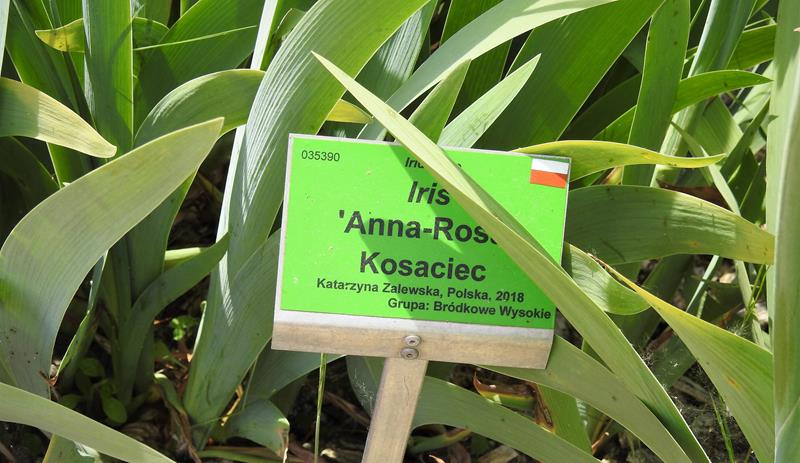 035390
Iris
'Anna-Ros
Kosaciec
Katarzyna Zalewska, Polska, 2018
Grupa: Bródkowe Wysokie